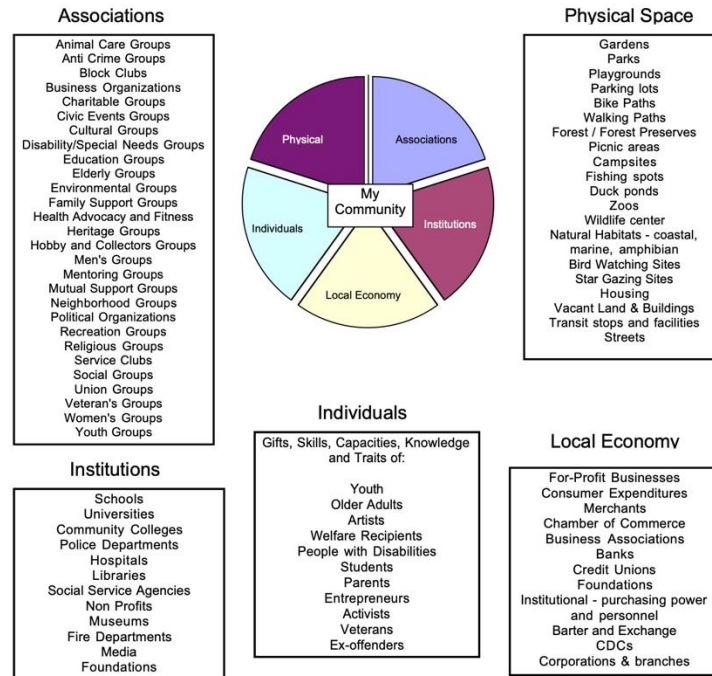 Associations
Animal Care Groups
Anti Crime Groups
Block Clubs
Business Organizations
Charitable Groups
Civic Events Groups
Cultural Groups
Disability/Special Needs Groups
Education Groups
Elderly Groups
Environmental Groups
Family Support Groups
Health Advocacy and Fitness
Heritage Groups
Hobby and Collectors Groups
Men's Groups
Mentoring Groups
Mutual Support Groups
Neighborhood Groups
Political Organizations
Recreation Groups
Religious Groups
Service Clubs
Social Groups
Union Groups
Veteran's Groups
Women's Groups
Youth Groups
Physical
Associations
My
Community
Individuals
Institutions
Local Economy
Physical Space
Gardens
Parks
Playgrounds
Parking lots
Bike Paths
Walking Paths
Forest / Forest Preserves
Picnic areas
Campsites
Fishing spots
Duck ponds
Zoos
Wildlife center
Natural Habitats - coastal,
marine, amphibian
Bird Watching Sites
Star Gazing Sites
Housing
Vacant Land & Buildings
Transit stops and facilities
Streets
Institutions
Schools
Universities
Community Colleges
Police Departments
Hospitals
Libraries
Social Service Agencies
Non Profits
Museums
Fire Departments
Media
Foundations
Individuals
Gifts, Skills, Capacities, Knowledge
and Traits of:
Youth
Older Adults
Artists
Welfare Recipients
People with Disabilities
Students
Parents
Entrepreneurs
Activists
Veterans
Ex-offenders
Local Economy
For-Profit Businesses
Consumer Expenditures
Merchants
Chamber of Commerce
Business Associations
Banks
Credit Unions
Foundations
Institutional - purchasing power
and personnel
Barter and Exchange
CDCs
Corporations & branches